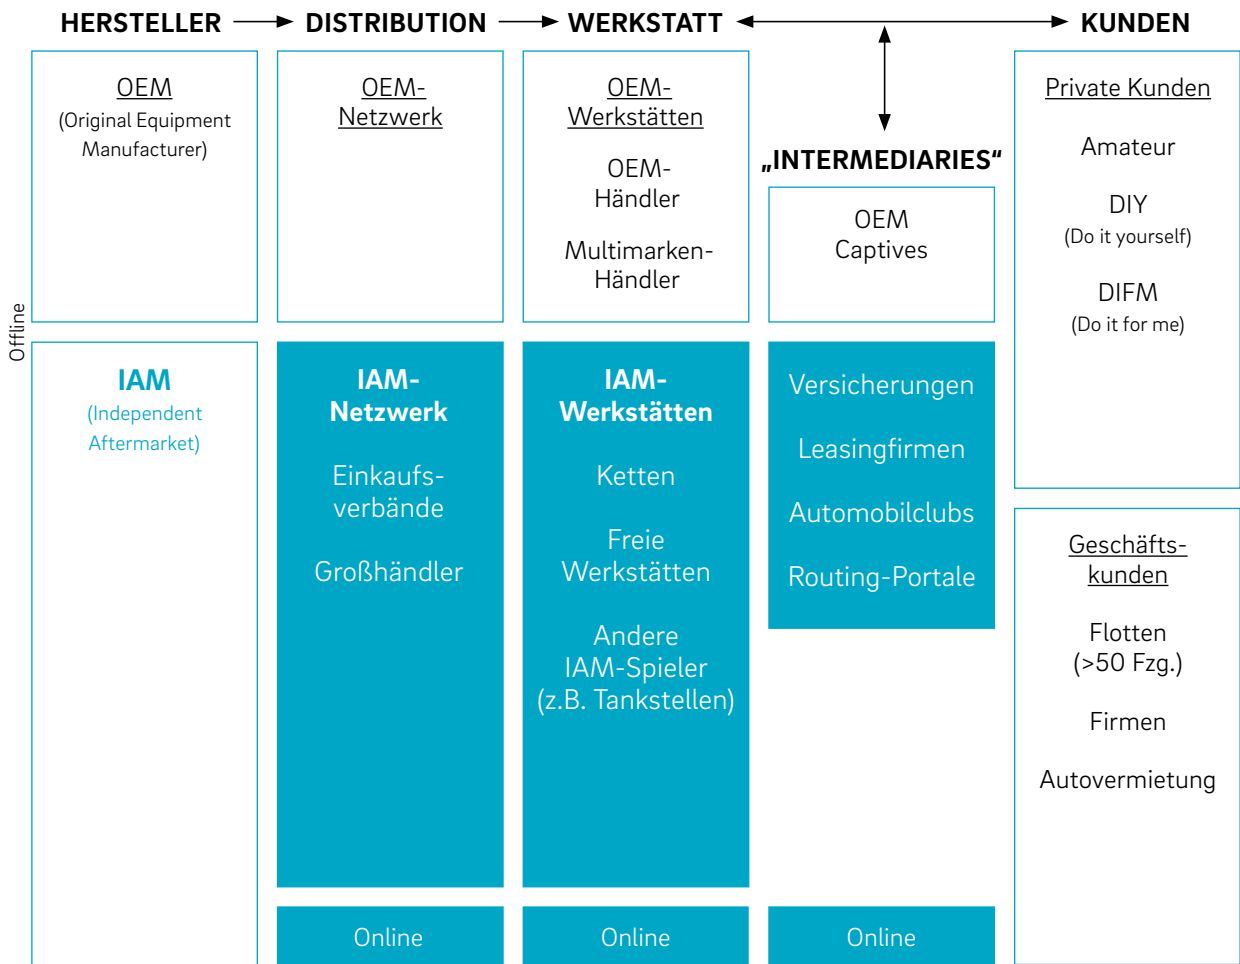 HERSTELLER
DISTRIBUTION
WERKSTATT
KUNDEN
OEM
(Original Equipment
Manufacturer)
OEM-
Netzwerk
OEM-
Werkstätten
OEM-
Händler
Multimarken-
Händler
„INTERMEDIARIES“
OEM
Captives
Private Kunden
Amateur
DIY
(Do it yourself)
DIFM
(Do it for me)
Offline
IAM
(Independent
Aftermarket)
IAM-
Netzwerk
Einkaufs-
verbände
Großhändler
IAM-
Werkstätten
Ketten
Freie
Werkstätten
Andere
IAM-Spieler
(z.B. Tankstellen)
Versicherungen
Leasingfirmen
Automobilclubs
Routing-Portale
Geschäfts-
kunden
Flotten
(>50 Fzg.)
Firmen
Autovermietung
Online
Online
Online